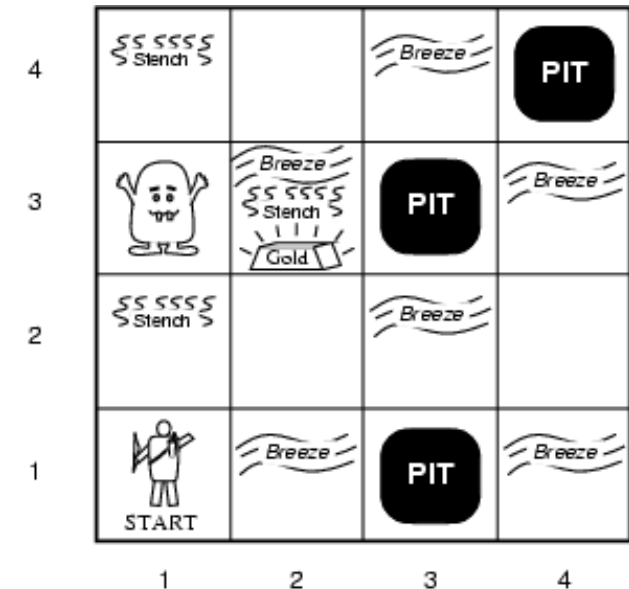 4
Stench
Breeze
PIT
3
Breeze
Stench
Gold
PIT
Breeze
2
Stench
Breeze
1
START
Breeze
PIT
Breeze
1 2 3 4